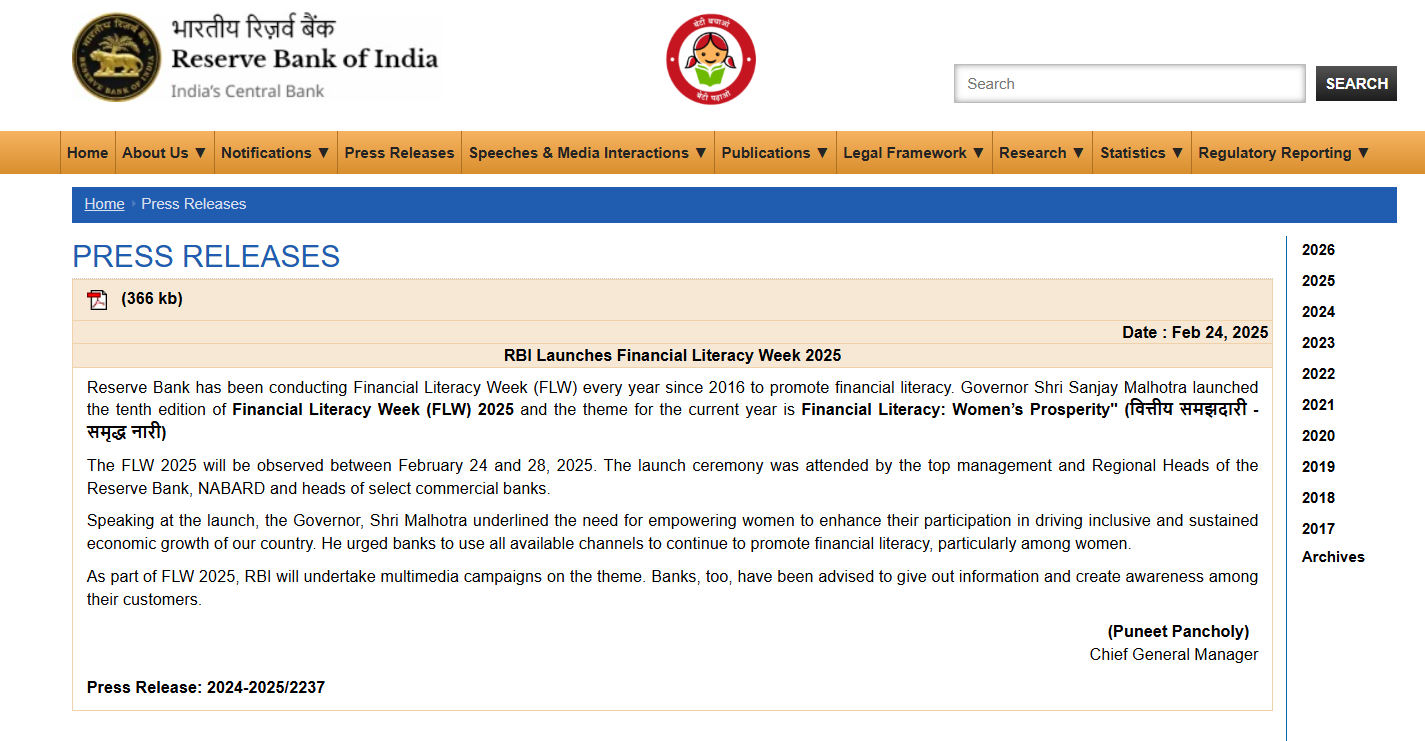 भारतीय रिज़र्व बैंक
Reserve Bank of India
India's Central Bank
बेटी बचाओ
बेटी पढ़ाओ
Search
SEARCH
Home About Us ▼ Notifications ▼ Press Releases Speeches & Media Interactions ▼ Publications ▼ Legal Framework ▼ Research ▼ Statistics ▼ Regulatory Reporting ▼
Home Press Releases
PRESS RELEASES
(366 kb)
Date : Feb 24, 2025
RBI Launches Financial Literacy Week 2025
Reserve Bank has been conducting Financial Literacy Week (FLW) every year since 2016 to promote financial literacy. Governor Shri Sanjay Malhotra launched
the tenth edition of Financial Literacy Week (FLW) 2025 and the theme for the current year is Financial Literacy: Women's Prosperity" (वित्तीय समझदारी -
समृद्ध नारी)
The FLW 2025 will be observed between February 24 and 28, 2025. The launch ceremony was attended by the top management and Regional Heads of the
Reserve Bank, NABARD and heads of select commercial banks.
Speaking at the launch, the Governor, Shri Malhotra underlined the need for empowering women to enhance their participation in driving inclusive and sustained
economic growth of our country. He urged banks to use all available channels to continue to promote financial literacy, particularly among women.
As part of FLW 2025, RBI will undertake multimedia campaigns on the theme. Banks, too, have been advised to give out information and create awareness among
their customers.
(Puneet Pancholy)
Chief General Manager
Press Release: 2024-2025/2237
2026
2025
2024
2023
2022
2021
2020
2019
2018
2017
Archives